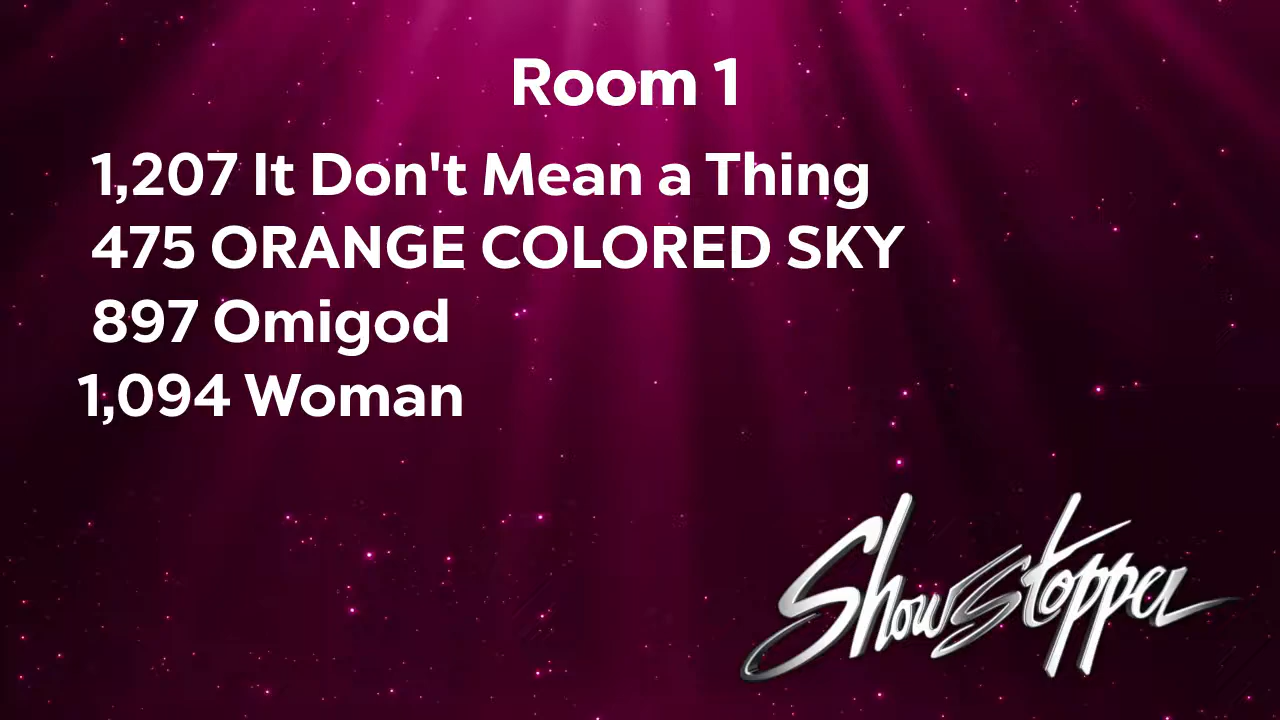 Room 1
1,207 It Don't Mean a Thing
475 ORANGE COLORED SKY
897 Omigod
1,094 Woman
Showstopper